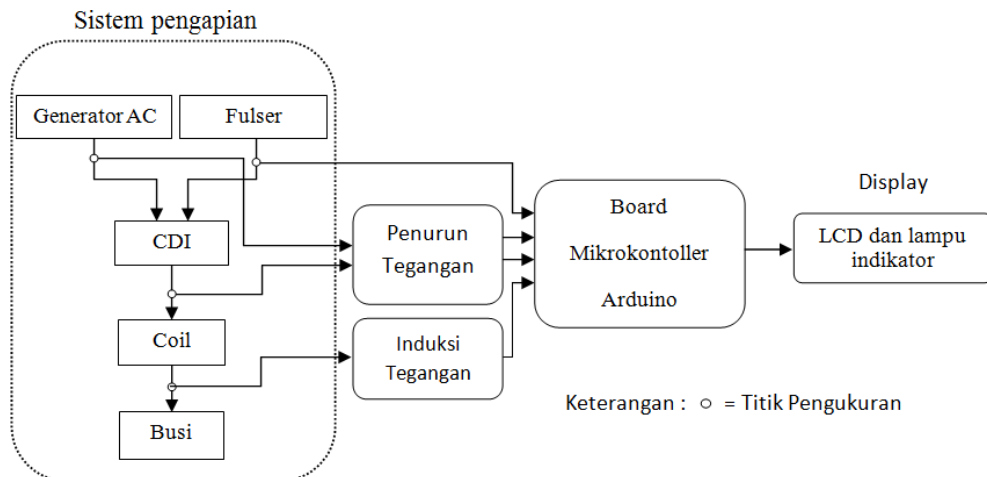 Sistem pengapian
Generator AC
Fulser
CDI
Coil
Busi
Penurun
Tegangan
Induksi
Tegangan
Board
Mikrokontoller
Arduino
Display
LCD dan lampu
indikator
Keterangan : = Titik Pengukuran